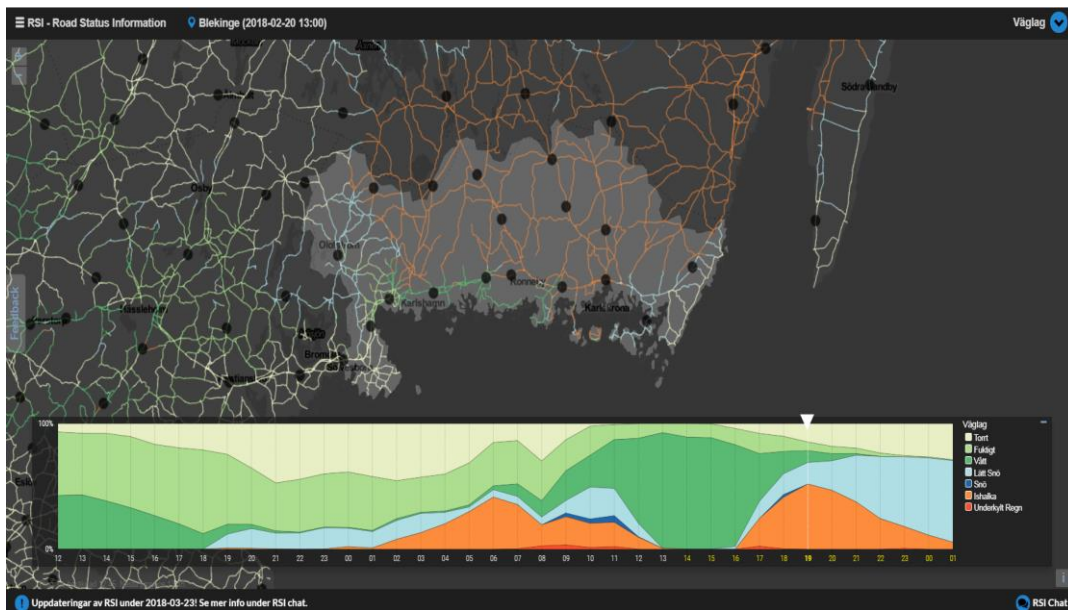 RSI - Road Status Information
Blekinge (2018-02-20 13:00)
Väglag
Södra Sandby
Osby
Olofström
Hässleholm
Karlshamn
Ronneby
Karlskrona
Feedback
100%
0%
12 13 14 15 16 17 18 19 20 21 22 23 00 01 02 03 04 05 06 07 08 09 10 11 12 13 14 15 16 17 18 19 20 21 22 23 00 01
Väglag
Torrt
Fuktigt
Vått
Lätt Snö
Snö
Ishalka
Underkylt Regn
Uppdateringar av RSI under 2018-03-23! Se mer info under RSI chat.
RSI Chat